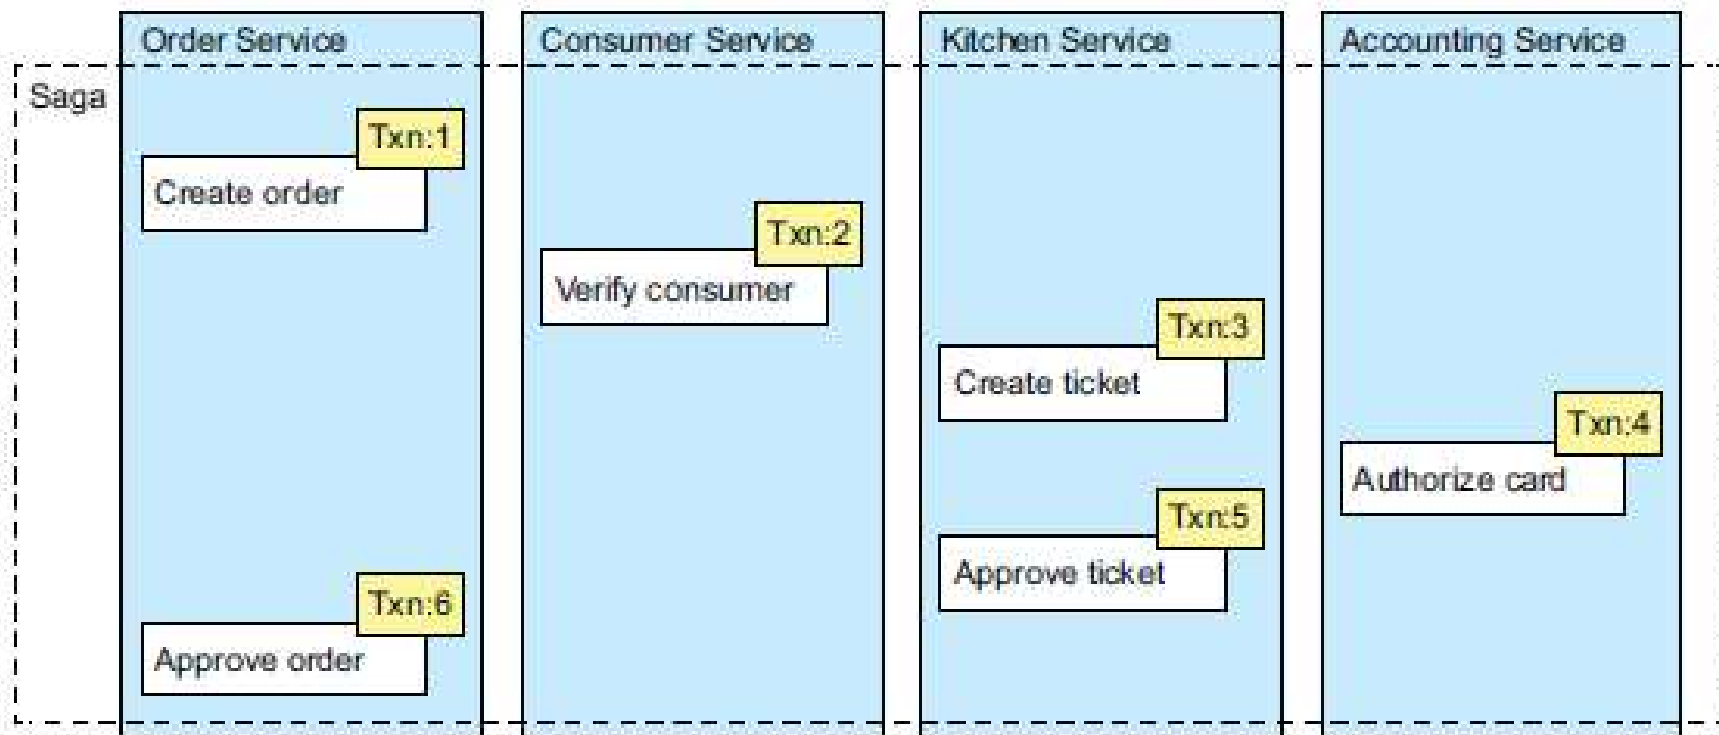 Order Service
Consumer Service
Kitchen Service
Accounting Service
Saga
Txn:1
Create order
Txn:2
Verify consumer
Txn:3
Create ticket
Txn:4
Authorize card
Txn:5
Approve ticket
Txn:6
Approve order